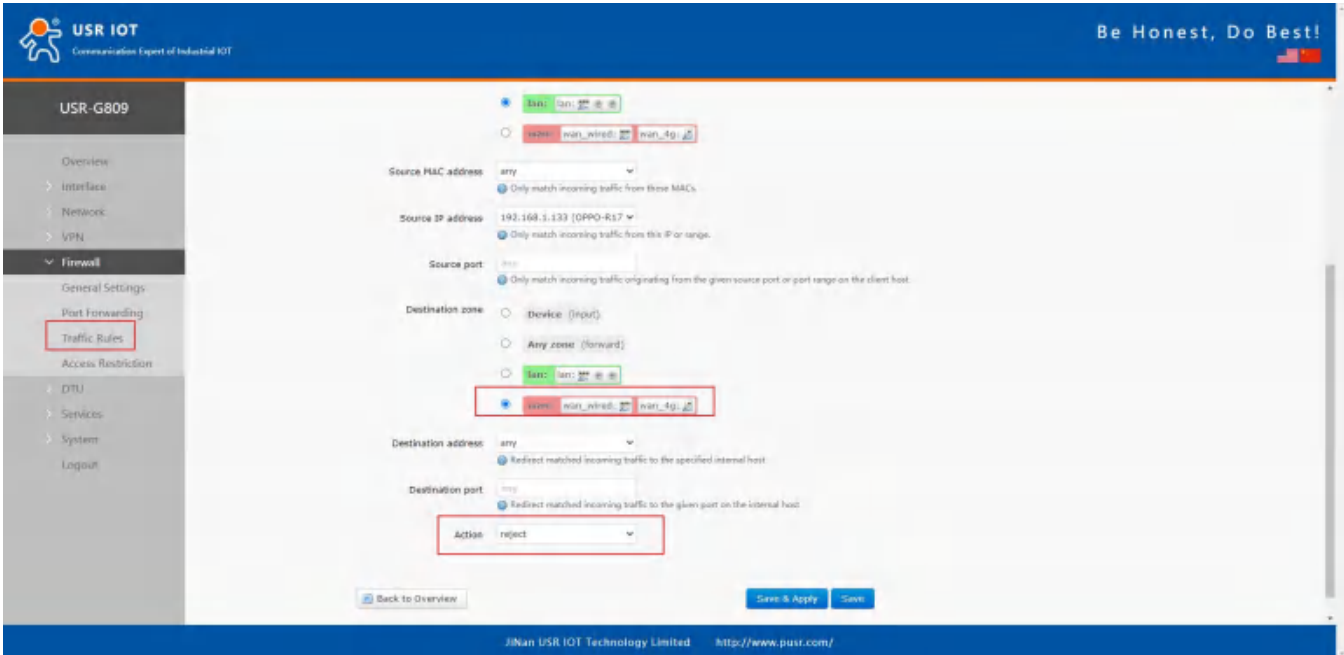 USR IOT
Communication Expert of Industrial IOT
Be Honest, Do Best!
USR-G809
Overview
Interface
Network
VPN
Firewall
General Settings
Port Forwarding
Traffic Rules
Access Restriction
DTU
Services
System
Logout
lan: lan:
wan: wan_wired: wan_4g:
Source MAC address any
Only match incoming traffic from these MACs.
Source IP address 192.168.1.133 (OPPO-R17
Only match incoming traffic from this IP or range.
Source port any
Only match incoming traffic originating from the given source port or port range on the client host
Destination zone Device (input)
Any zone (forward)
lan: lan:
wan: wan_wired: wan_4g:
Destination address any
Redirect matched incoming traffic to the specified internal host
Destination port any
Redirect matched incoming traffic to the given port on the internal host
Action reject
Back to Overview Save & Apply Save
JiNan USR IOT Technology Limited http://www.pusr.com/